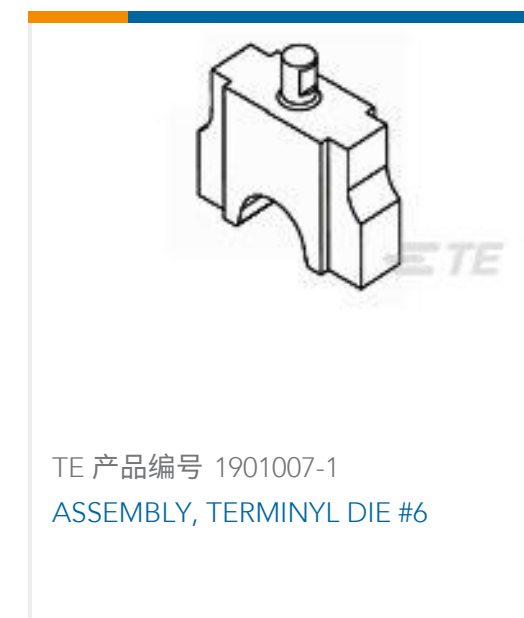 TE
TE 产品编号 1901007-1
ASSEMBLY, TERMINYL DIE #6